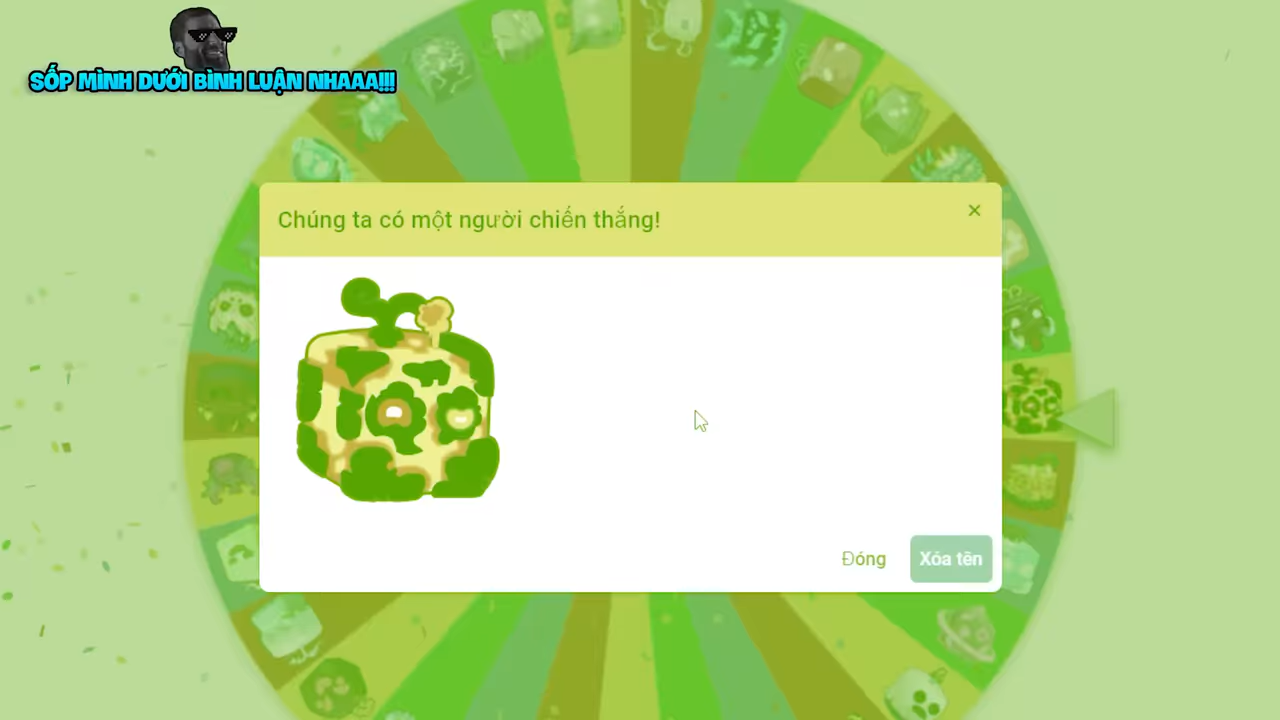 SỐP MÌNH DƯỚI BÌNH LUẬN NHAAA!!!
Chúng ta có một người chiến thắng!
Đóng
Xóa tên